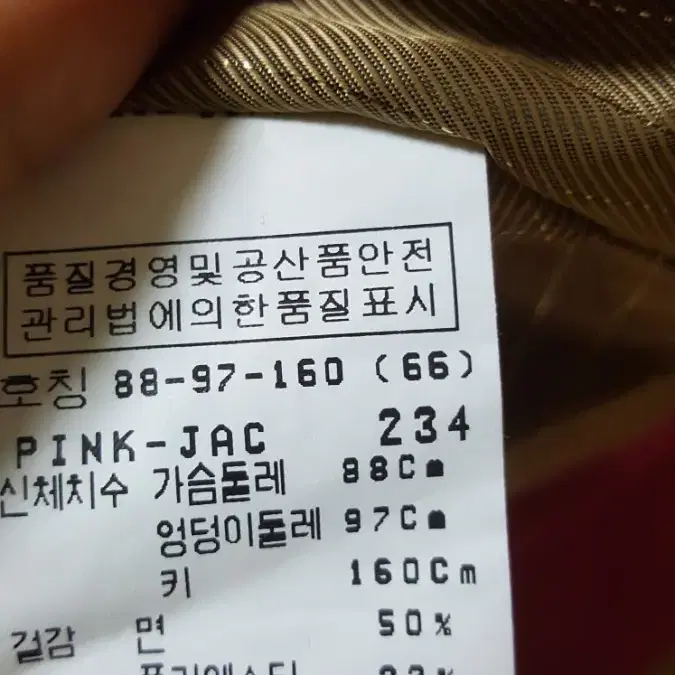 품질경영및공산품안전
관리법에의한품질표시
호칭 88-97-160 (66)
PINK-JAC 234
신체치수 가슴둘레 88Cm
엉덩이둘레 97Cm
키 160Cm
겉감 면 50%